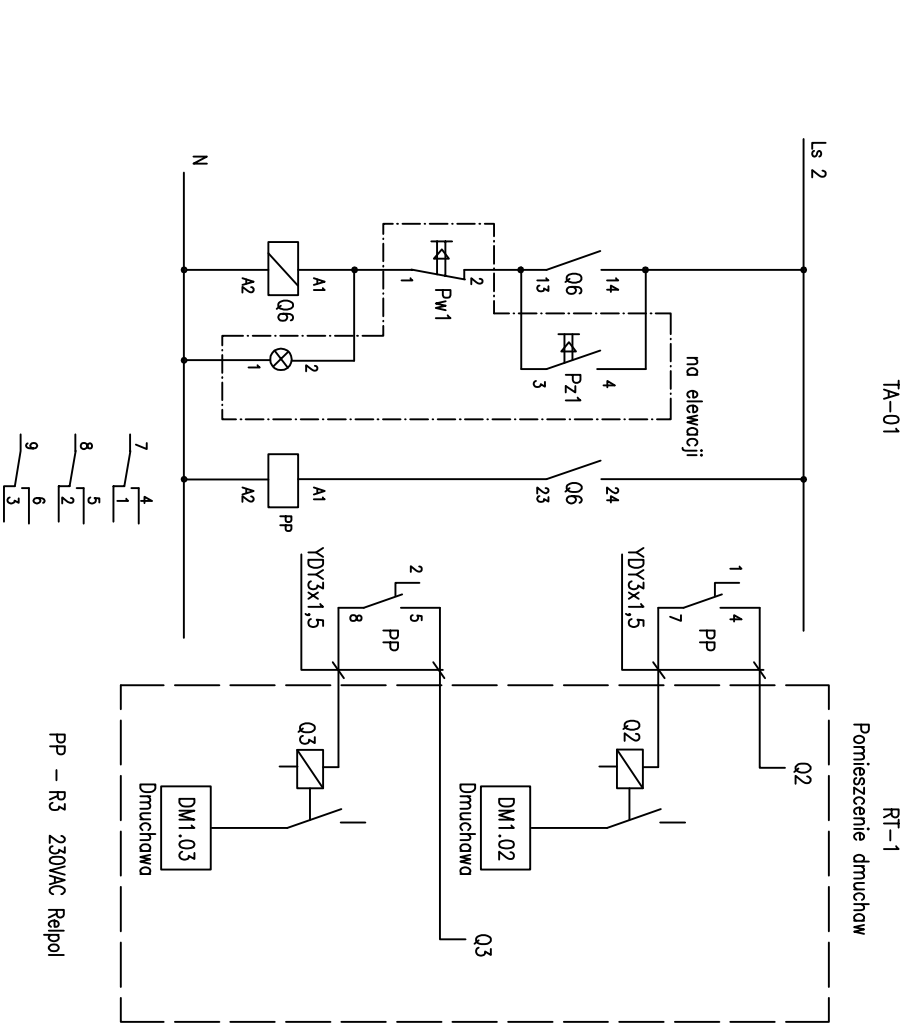 TA-01
RT-1
Pomieszcenie dmuchaw
Ls 2
Q2
1
4
PP
7
na elewacji
YDY3x1,5
Q2
14
4
24
Q6
Pz1
Q6
13
3
23
DM1.02
Dmuchawa
Q3
2
Pw1
1
2
5
PP
8
A1
2
A1
YDY3x1,5
Q3
Q6
PP
A2
1
A2
N
DM1.03
Dmuchawa
7
4
1
8
5
2
9
6
3
PP - R3 230VAC Relpol